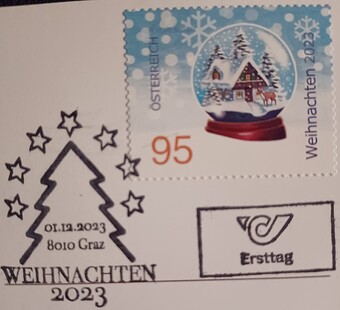 ÖSTERREICH
Weihnachten 2023
95
01.12.2023
8010 Graz
WEIHNACHTEN
2023
Ersttag